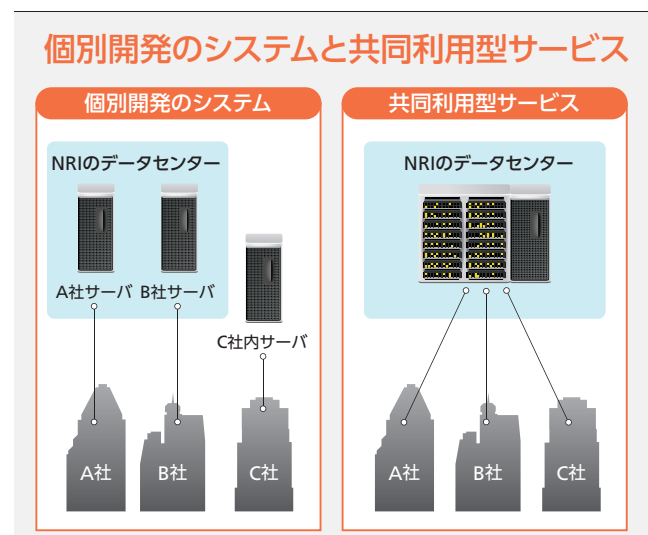 個別開発のシステムと共同利用型サービス
個別開発のシステム
NRIのデータセンター
A社サーバ
B社サーバ
C社内サーバ
A社
B社
C社
共同利用型サービス
NRIのデータセンター
A社
B社
C社